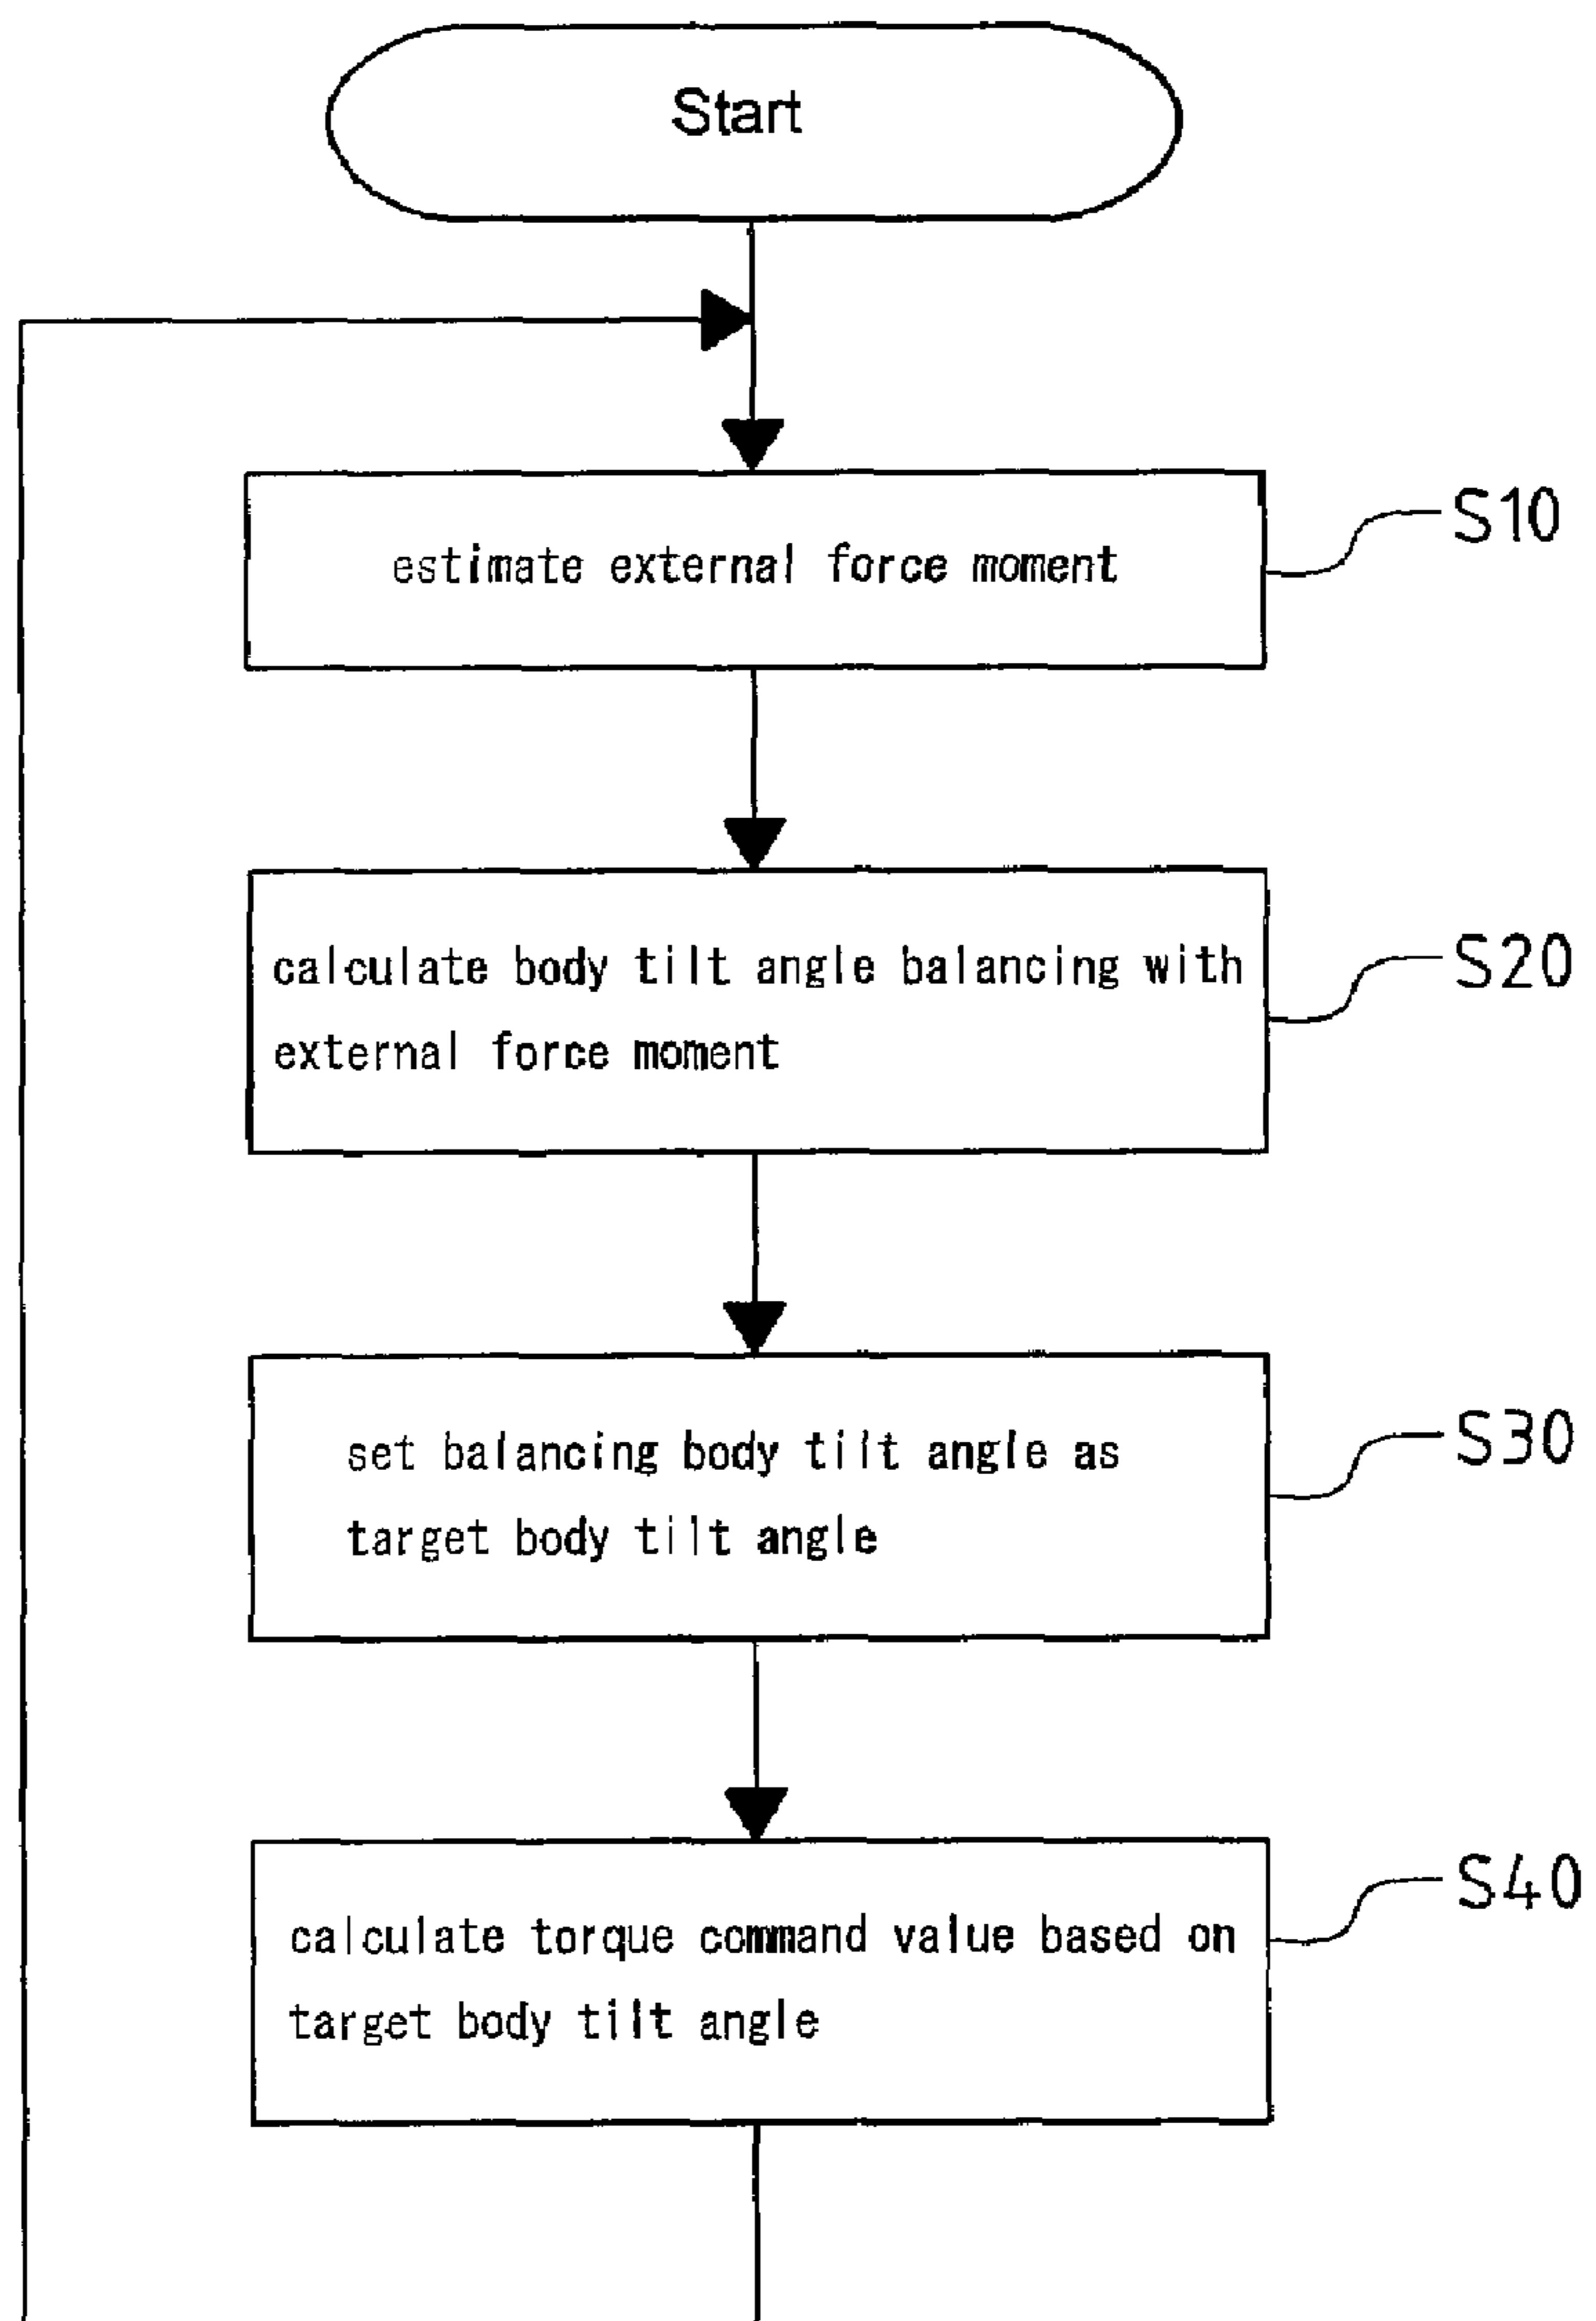 Start
estimate external force moment
S10
calculate body tilt angle balancing with
external force moment
S20
set balancing body tilt angle as
target body tilt angle
S30
calculate torque command value based on
target body tilt angle
S40